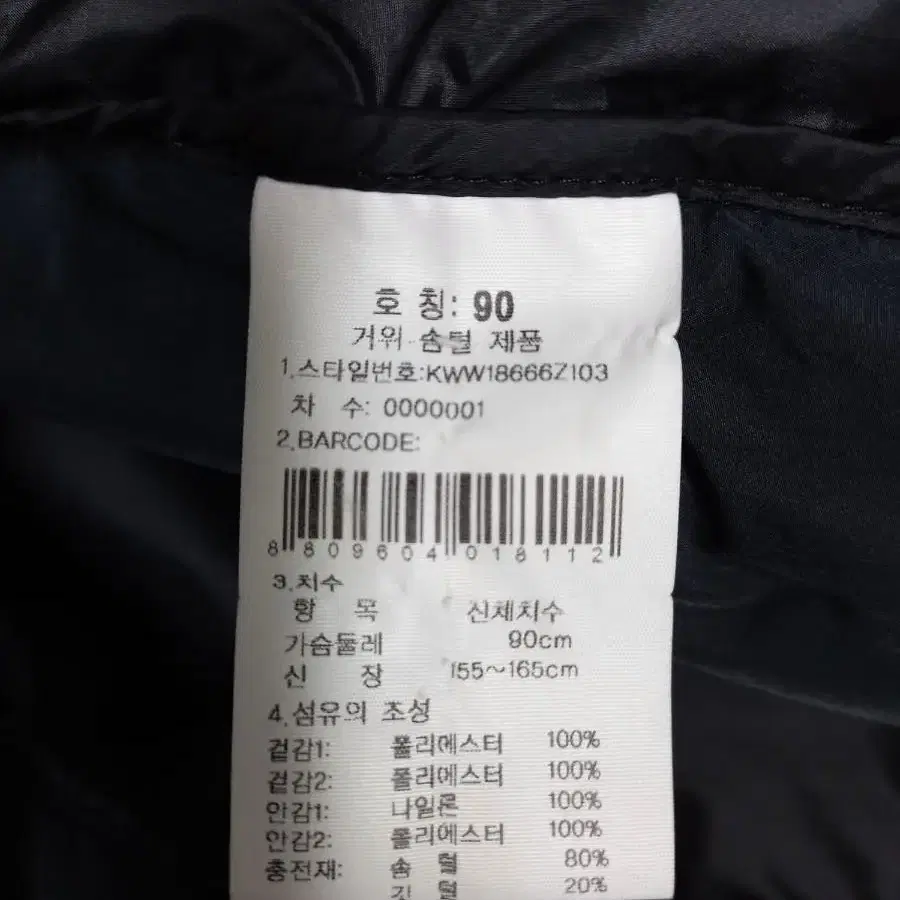 호 칭: 90
거위 솜털 제품
1.스타일번호:KWW18666Z103
차 수: 0000001
2.BARCODE:
8 809604 018112
3.치수
항 목 신체치수
가슴둘레 90cm
신 장 155~165cm
4.섬유의 조성
겉감1: 폴리에스터 100%
겉감2: 폴리에스터 100%
안감1: 나일론 100%
안감2: 폴리에스터 100%
충전재: 솜 털 80%
깃 털 20%